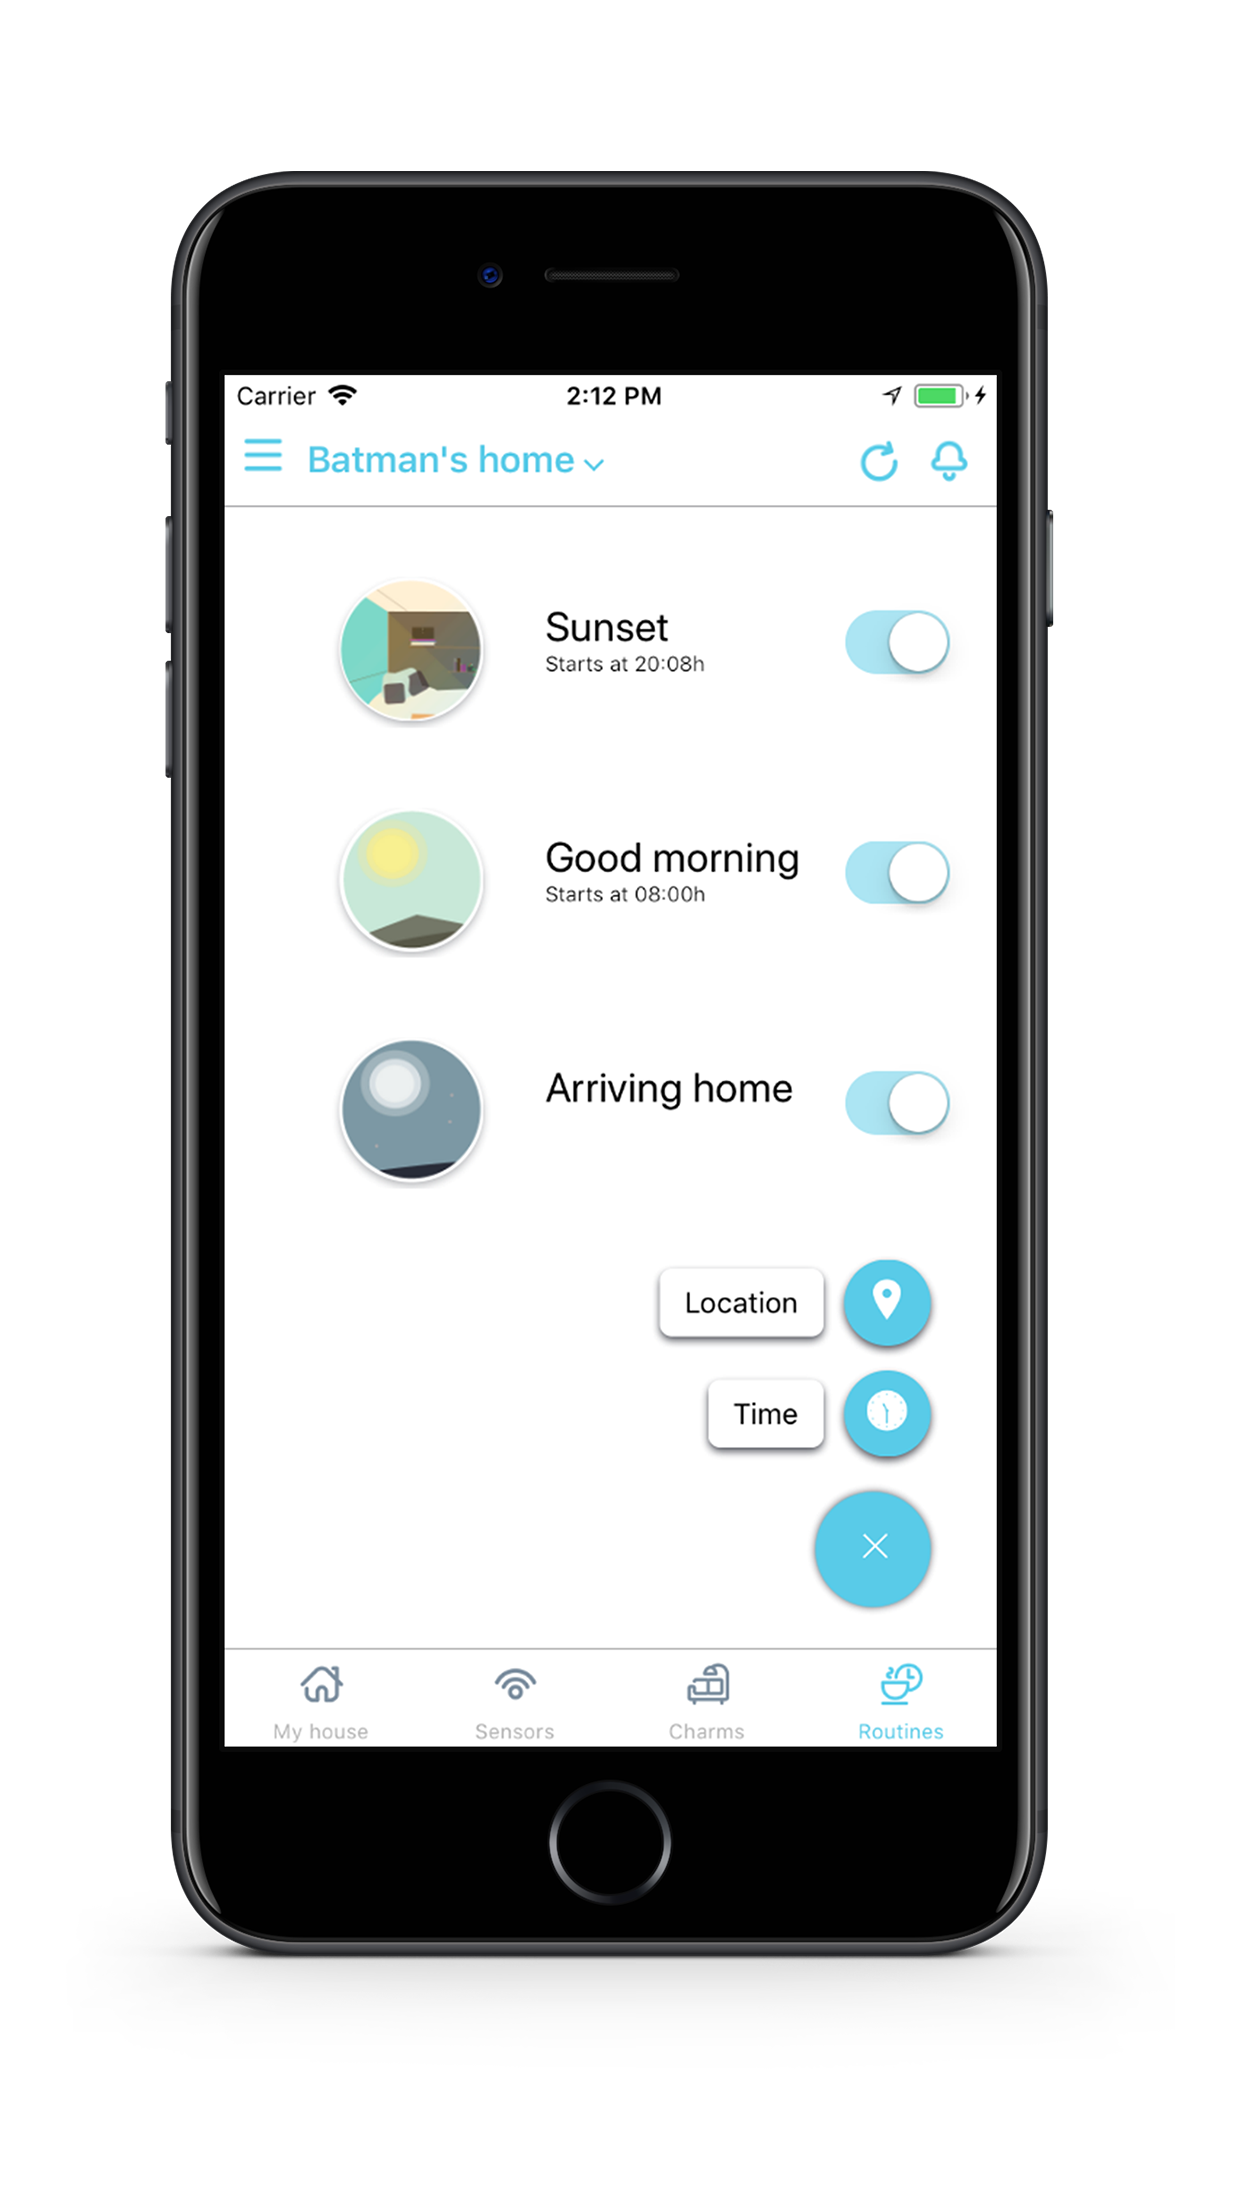 Carrier 2:12 PM
Batman's home
Sunset
Starts at 20:08h
Good morning
Starts at 08:00h
Arriving home
Location
Time
My house Sensors Charms Routines